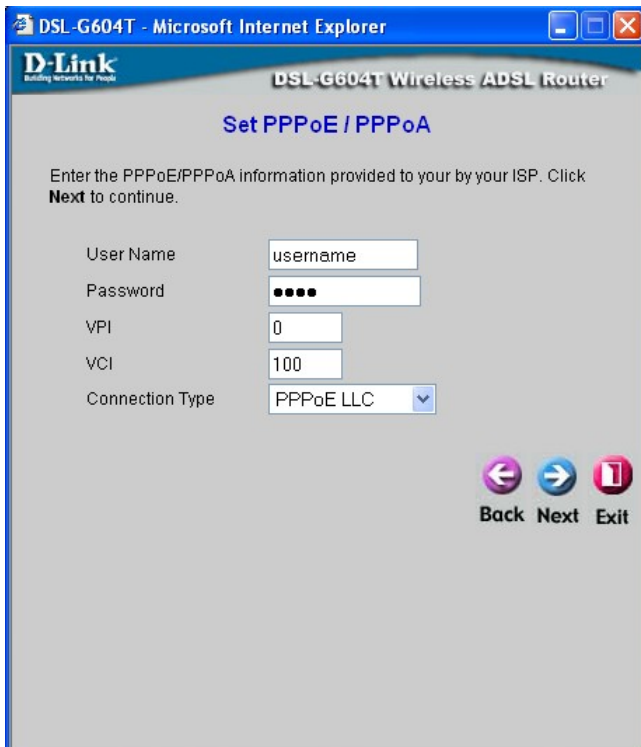 DSL-G604T - Microsoft Internet Explorer
D-Link
Building Networks for People
DSL-G604T Wireless ADSL Router
Set PPPoE / PPPoA
Enter the PPPoE/PPPoA information provided to your by your ISP. Click
Next to continue.
User Name username
Password ●●●●
VPI 0
VCI 100
Connection Type PPPoE LLC
Back Next Exit